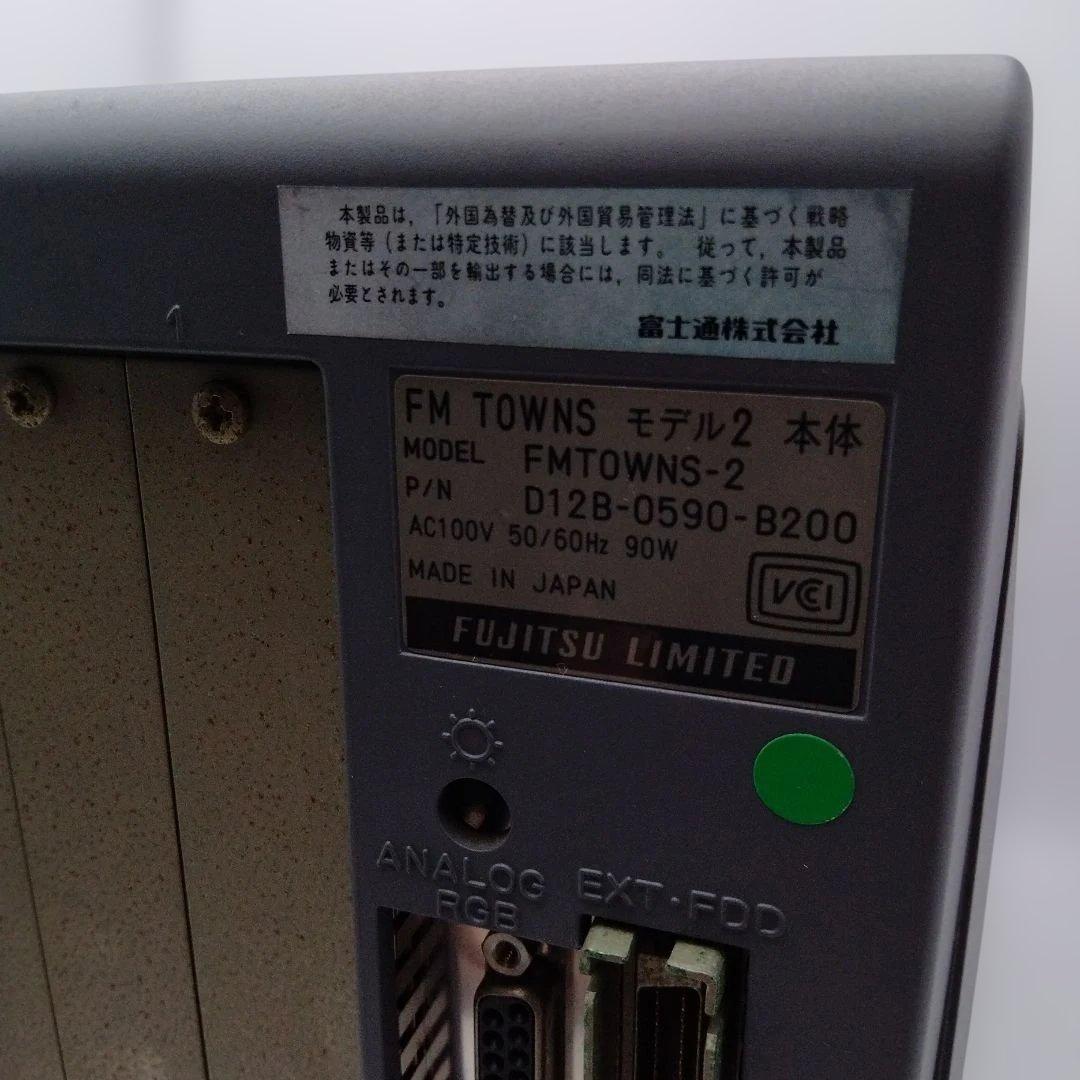 本製品は,「外国為替及び外国貿易管理法」に基づく戦略
物資等(または特定技術)に該当します。 従って,本製品
またはその一部を輸出する場合には,同法に基づく許可が
必要とされます。
富士通株式会社
1
FM TOWNS モデル2 本体
MODEL FMTOWNS-2
P/N D12B-0590-B200
AC100V 50/60Hz 90W
MADE IN JAPAN
VCCI
FUJITSU LIMITED
ANALOG RGB
EXT·FDD